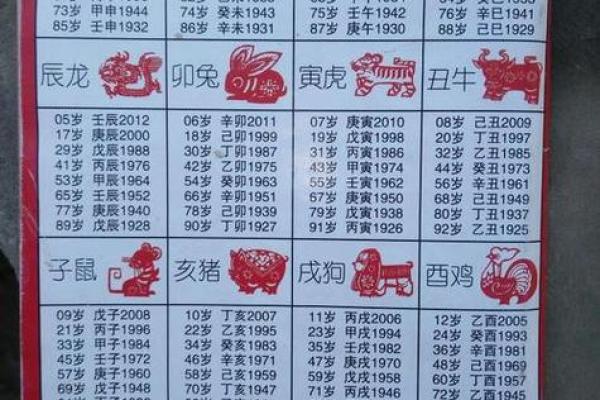 73岁 甲申1944
85岁 壬申1932
74岁 癸未1943
86岁 辛未1931
75岁 壬午1942
87岁 庚午1930
76岁 辛巳1941
88岁 己巳1929
辰龙
05岁 壬辰2012
17岁 庚辰2000
29岁 戊辰1988
41岁 丙辰1976
53岁 甲辰1964
65岁 壬辰1952
77岁 庚辰1940
89岁 戊辰1928
卯兔
06岁 辛卯2011
18岁 己卯1999
30岁 丁卯1987
42岁 乙卯1975
54岁 癸卯1963
66岁 辛卯1951
78岁 己卯1939
90岁 丁卯1927
寅虎
07岁 庚寅2010
19岁 戊寅1998
31岁 丙寅1986
43岁 甲寅1974
55岁 壬寅1962
67岁 庚寅1950
79岁 戊寅1938
91岁 丙寅1926
丑牛
08岁 己丑2009
20岁 丁丑1997
32岁 乙丑1985
44岁 癸丑1973
56岁 辛丑1961
68岁 己丑1949
80岁 丁丑1937
92岁 乙丑1925
子鼠
09岁 戊子2008
21岁 丙子1996
33岁 甲子1984
45岁 壬子1972
57岁 庚子1960
69岁 戊子1948
亥猪
10岁 丁亥2007
22岁 乙亥1995
34岁 癸亥1983
46岁 辛亥1971
58岁 己亥1959
70岁 丁亥1947
戌狗
11岁 丙戌2006
23岁 甲戌1994
35岁 壬戌1982
47岁 庚戌1970
59岁 戊戌1958
71岁 丙戌1946
酉鸡
12岁 乙酉2005
24岁 癸酉1993
36岁 辛酉1981
48岁 己酉1969
60岁 丁酉1957
72岁 乙酉1945